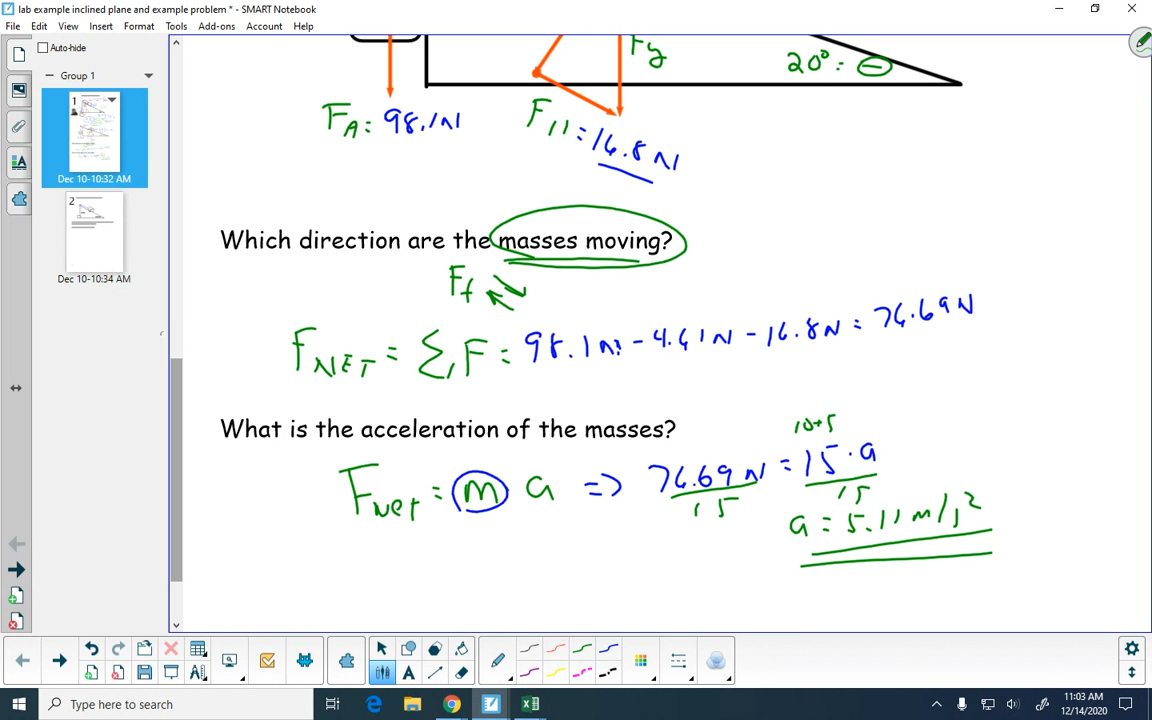 lab example inclined plane and example problem * - SMART Notebook
File Edit View Insert Format Tools Add-ons Account Help
Auto-hide
Group 1
1
Dec 10-10:32 AM
2
Dec 10-10:34 AM
Fy
20° = ⊖
FA = 98.1N
F// = 16.8 N
Which direction are the masses moving?
Ff
FNET = ΣF = 98.1N - 4.61N - 16.8N = 76.69N
What is the acceleration of the masses?
10+5
Fnet = m a => 76.69N = 15·a
15 15
a = 5.11 m/s²
Type here to search
11:03 AM
12/14/2020